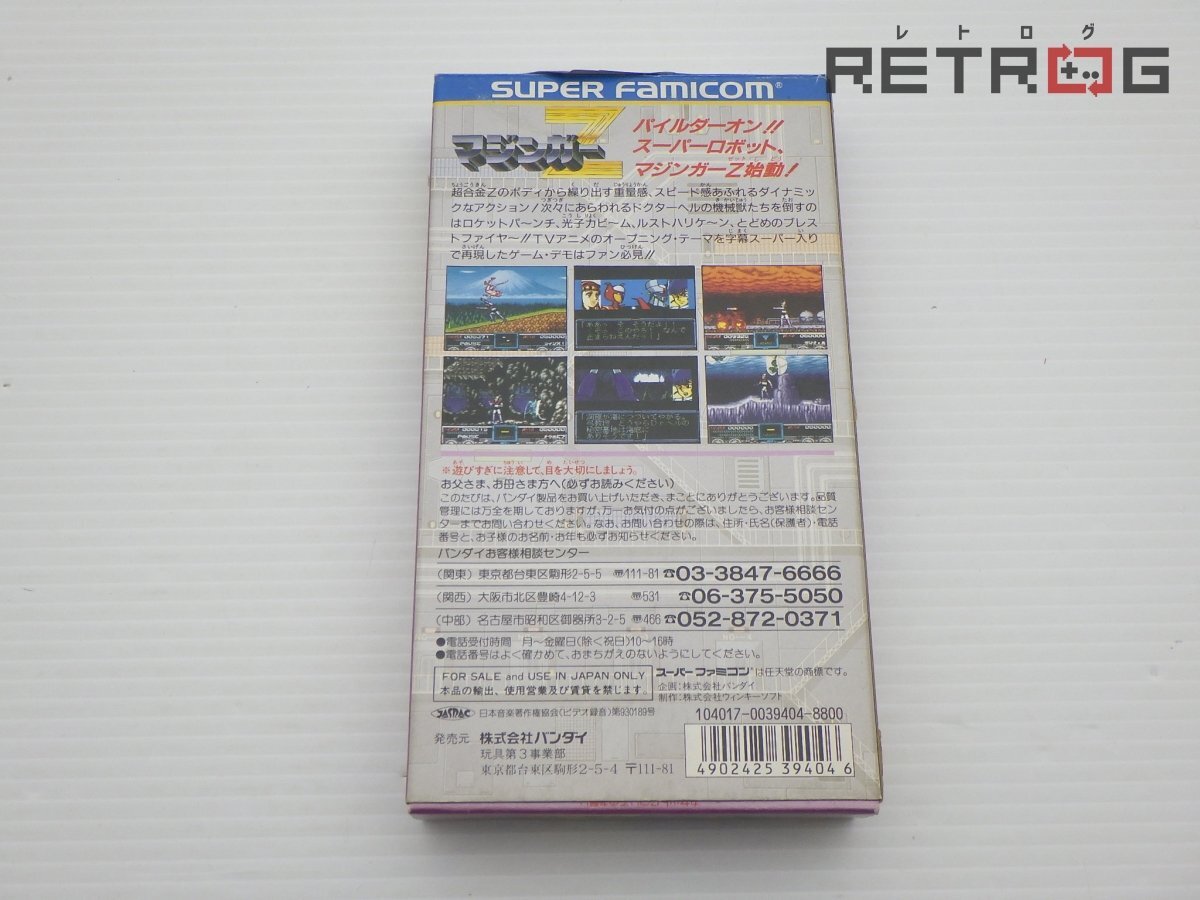 レトログ
RETROG
SUPER FAMICOM®
マジンガーZ
パイルダーオン!!
スーパーロボット、
マジンガーZ始動!
超合金Zのボディから繰り出す重量感、スピード感あふれるダイナミッ
クなアクション!次々にあらわれるドクターヘルの機械獣たちを倒すの
はロケットパ〜ンチ、光子力ビ〜ム、ルストハリケ〜ン、とどめのブレス
トファイヤ〜!!TVアニメのオープニング・テーマを字幕スーパー入り
で再現したゲーム・デモはファン必見!!
※遊びすぎに注意して、目を大切にしましょう。
お父さま、お母さま方へ(必ずお読みください)
このたびは、バンダイ製品をお買い上げいただき、まことにありがとうございます。品質
管理には万全を期しておりますが、万一お気付の点がございましたら、お客様相談セン
ターまでお問い合わせください。なお、お問い合わせの際は、住所・氏名(保護者)・電話
番号と、お子様のお名前・お年も必ずお知らせください。
バンダイお客様相談センター
(関東) 東京都台東区駒形2-5-5 〒111-81 ☎03-3847-6666
(関西) 大阪市北区豊崎4-12-3 〒531 ☎06-375-5050
(中部) 名古屋市昭和区御器所3-2-5 〒466 ☎052-872-0371
●電話受付時間 月〜金曜日(除く祝日)10〜16時
●電話番号はよく確かめて、おまちがえのないようにしてください。
FOR SALE and USE IN JAPAN ONLY
本品の輸出、使用営業及び賃貸を禁じます。
スーパーファミコン®は任天堂の商標です。
企画:株式会社バンダイ
制作:株式会社ウィンキーソフト
JASRAC 日本音楽著作権協会(ビデオ録音)第930189号
104017-0039404-8800
発売元 株式会社バンダイ
玩具第3事業部
東京都台東区駒形2-5-4 〒111-81
4902425394046